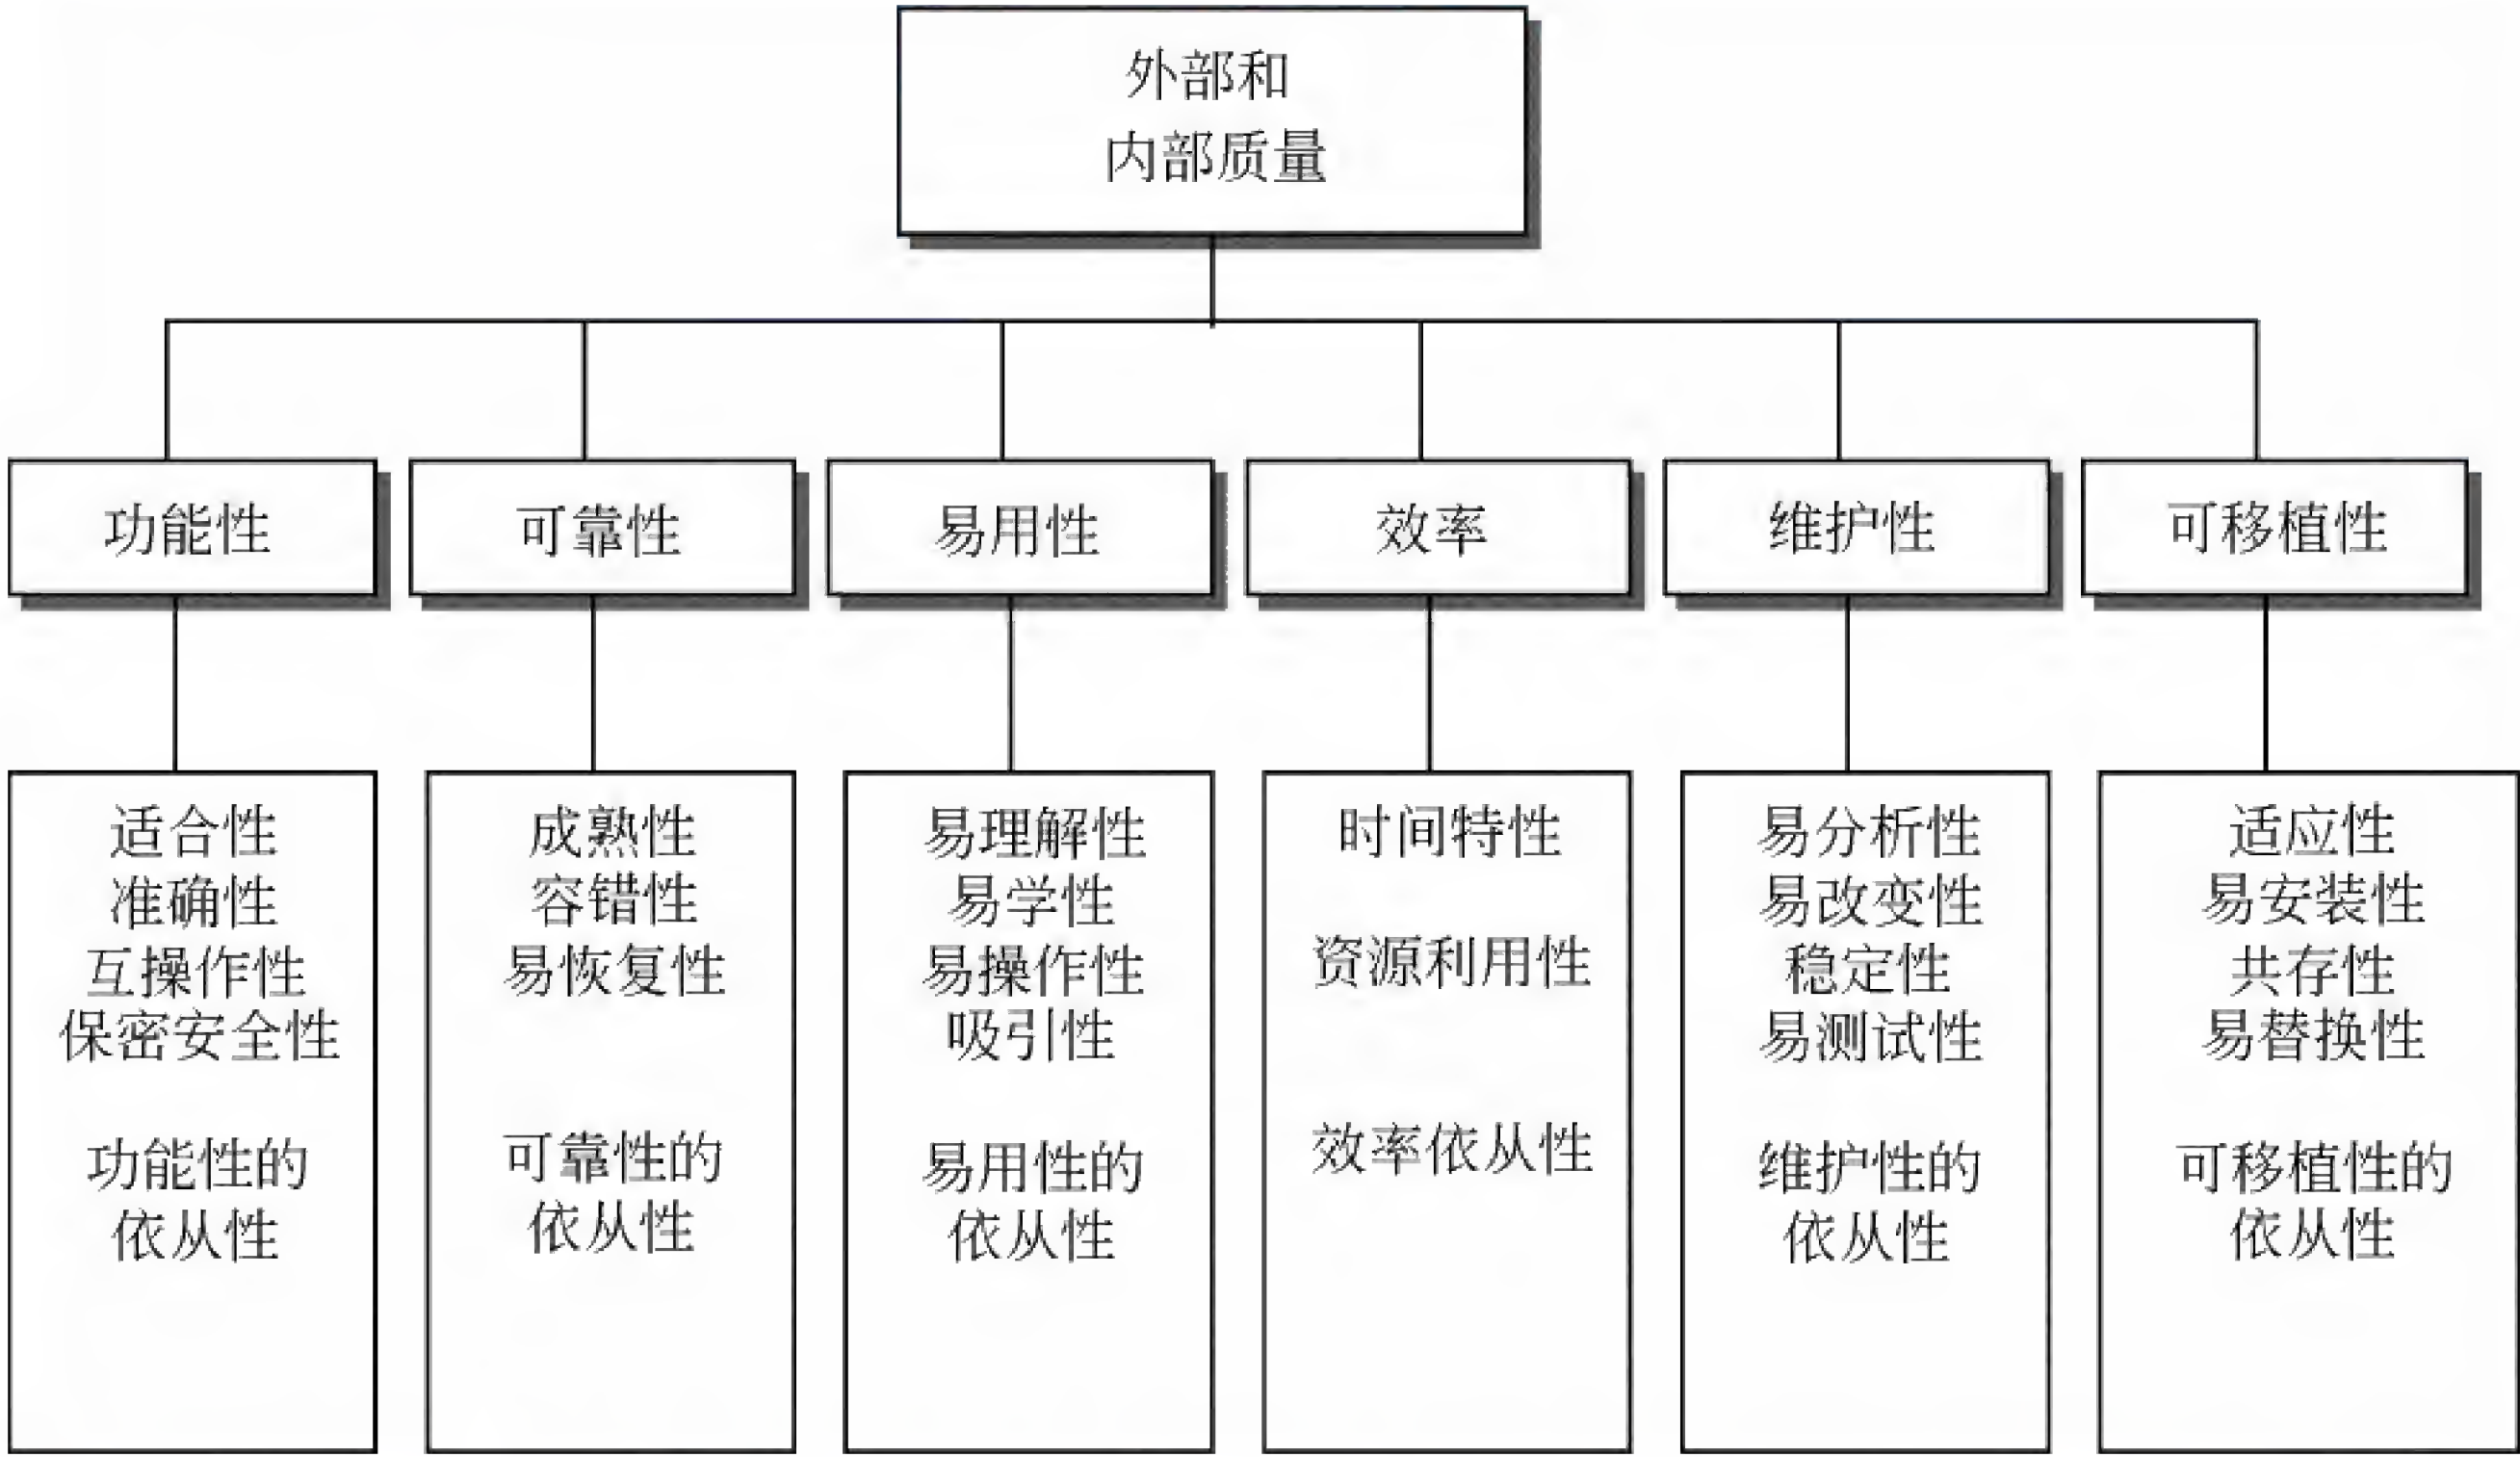 外部和
内部质量
功能性
可靠性
易用性
效率
维护性
可移植性
适合性
准确性
互操作性
保密安全性
功能性的
依从性
成熟性
容错性
易恢复性
可靠性的
依从性
易理解性
易学性
易操作性
吸引性
易用性的
依从性
时间特性
资源利用性
效率依从性
易分析性
易改变性
稳定性
易测试性
维护性的
依从性
适应性
易安装性
共存性
易替换性
可移植性的
依从性